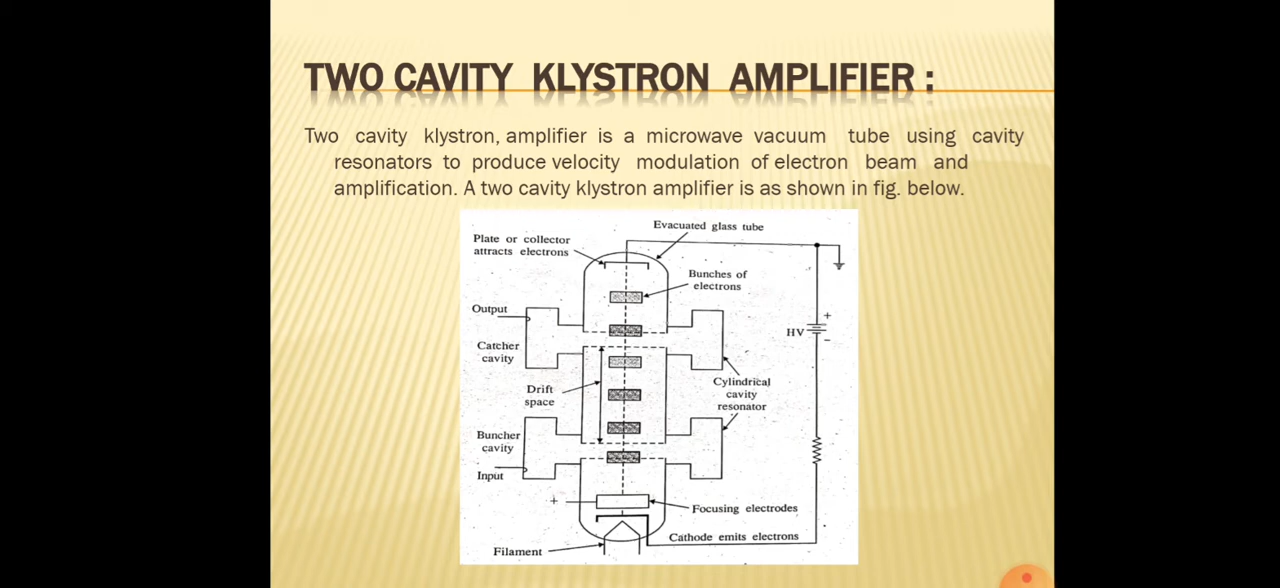 TWO CAVITY KLYSTRON AMPLIFIER :
Two cavity klystron, amplifier is a microwave vacuum tube using cavity
resonators to produce velocity modulation of electron beam and
amplification. A two cavity klystron amplifier is as shown in fig. below.
Evacuated glass tube
Plate or collector
attracts electrons
Bunches of
electrons
Output
HV
+
-
Catcher
cavity
Cylindrical
cavity
resonator
Drift
space
Buncher
cavity
Input
+
Focusing electrodes
Cathode emits electrons
Filament